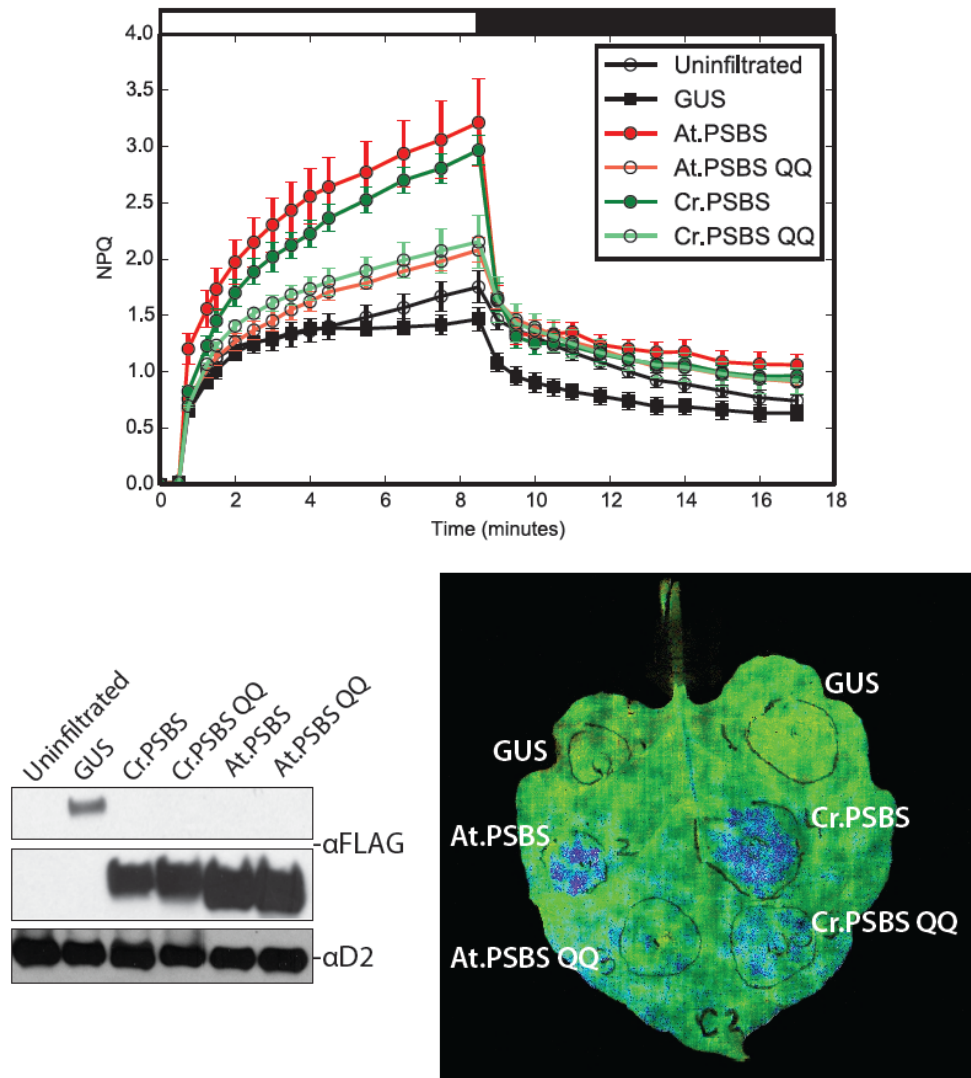 4.0
3.5
3.0
2.5
2.0
1.5
1.0
0.5
0.0
NPQ
0 2 4 6 8 10 12 14 16 18
Time (minutes)
Uninfiltrated
GUS
At.PSBS
At.PSBS QQ
Cr.PSBS
Cr.PSBS QQ
Uninfiltrated
GUS
Cr.PSBS
Cr.PSBS QQ
At.PSBS
At.PSBS QQ
-αFLAG
-αD2
GUS
GUS
At.PSBS
2
Cr.PSBS
At.PSBS QQ
Cr.PSBS QQ
C2